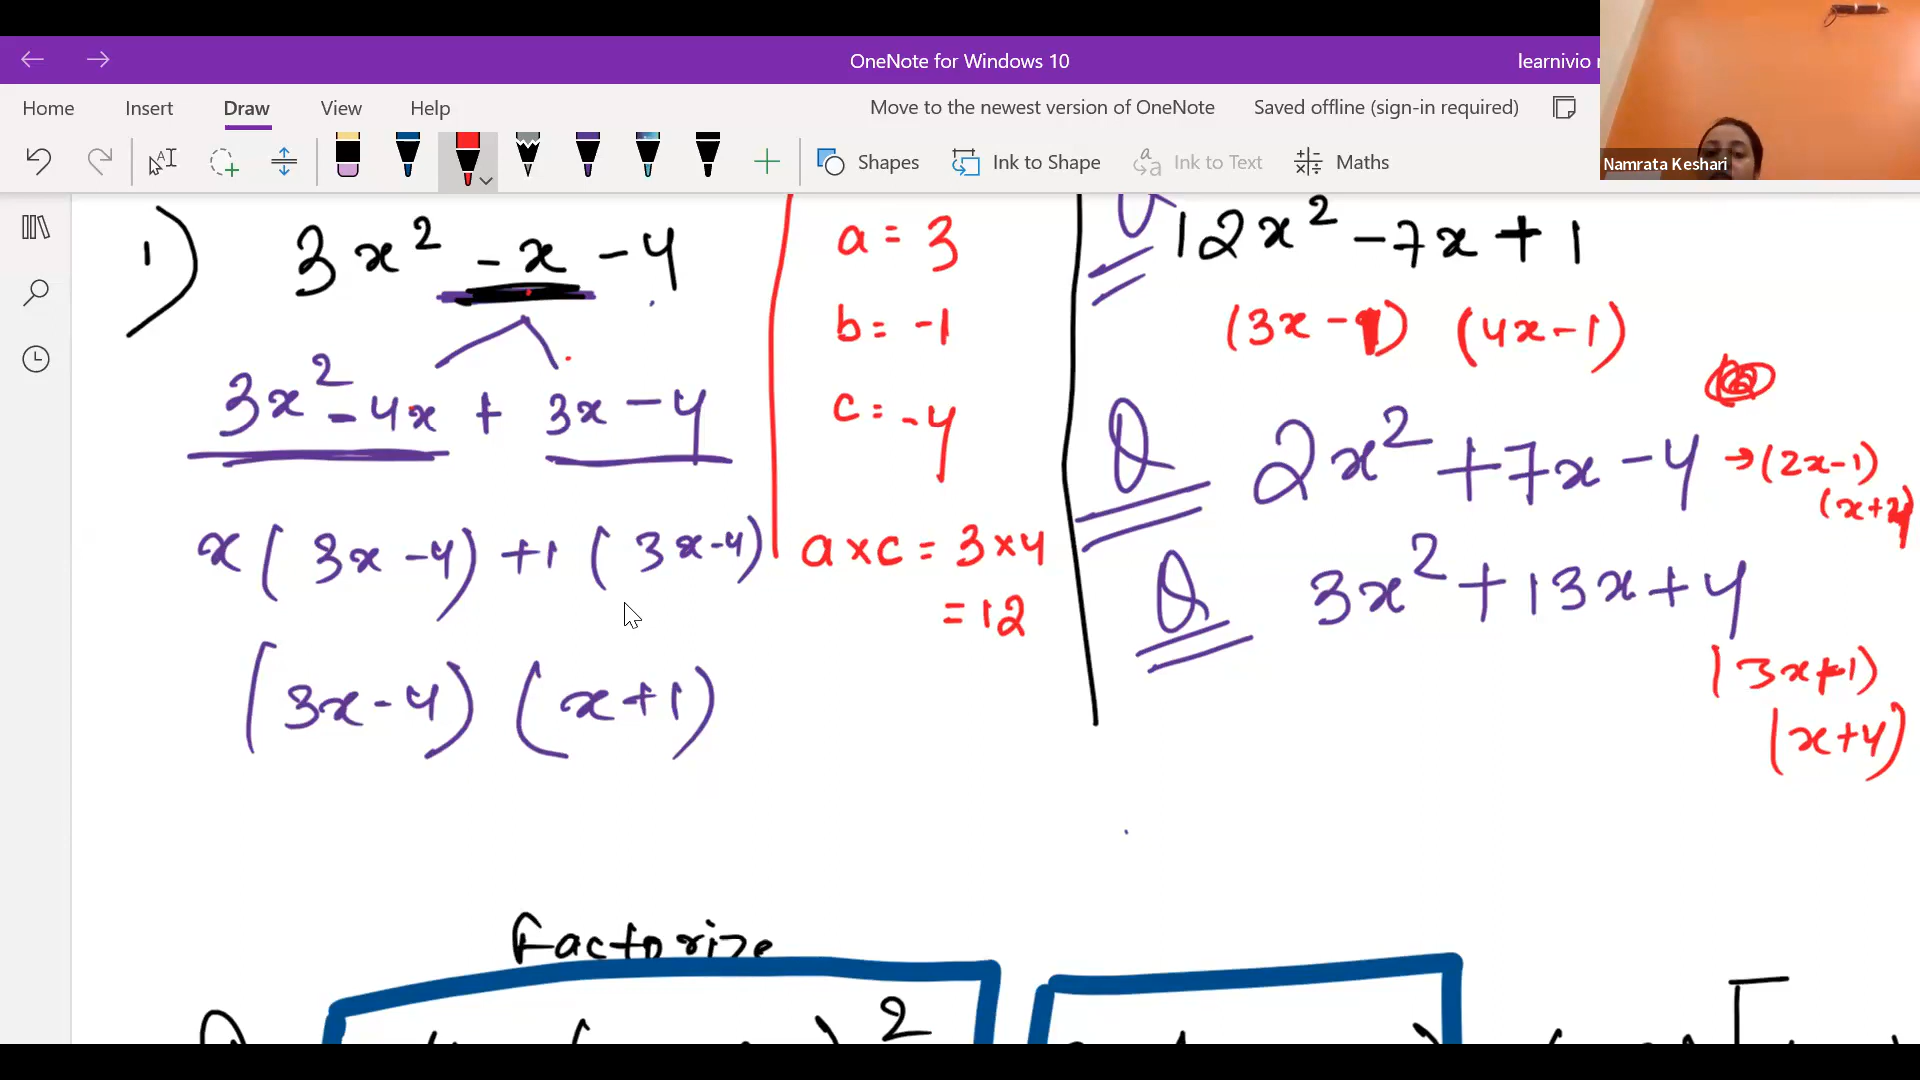 OneNote for Windows 10
learnivio
Home Insert Draw View Help
Move to the newest version of OneNote Saved offline (sign-in required)
Shapes Ink to Shape Ink to Text Maths
Namrata Keshari
1) 3x² - x - 4
3x² - 4x + 3x - 4
x(3x-4) + 1(3x-4)
(3x-4) (x+1)
a = 3
b = -1
c = -4
a×c = 3×4
= 12
Q 12x² - 7x + 1
(3x-1) (4x-1)
Q 2x² + 7x - 4 → (2x-1)
(x+4)
Q 3x² + 13x + 4
(3x+1)
(x+4)
Factorize